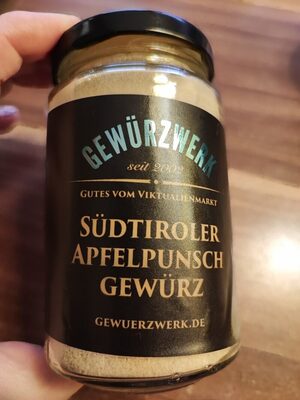 GEWÜRZWERK
seit 2002
GUTES VOM VIKTUALIENMARKT
SÜDTIROLER
APFELPUNSCH
GEWÜRZ
GEWUERZWERK.DE